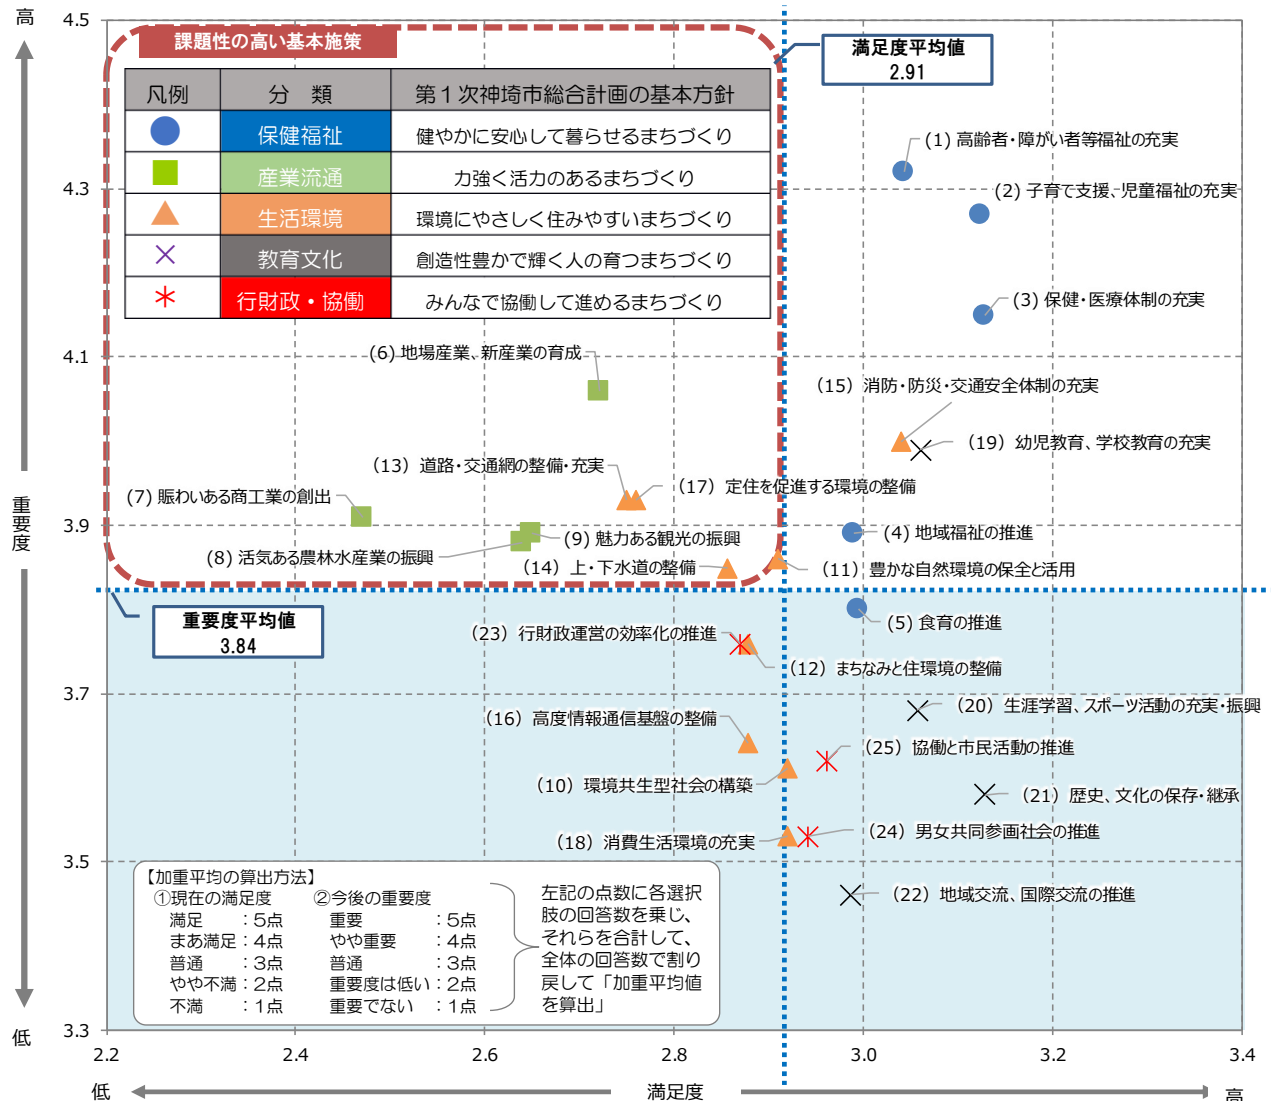 高
4.5
課題性の高い基本施策
満足度平均値
2.91
凡例 分 類 第１次神埼市総合計画の基本方針
保健福祉 健やかに安心して暮らせるまちづくり
産業流通 力強く活力のあるまちづくり
生活環境 環境にやさしく住みやすいまちづくり
教育文化 創造性豊かで輝く人の育つまちづくり
行財政・協働 みんなで協働して進めるまちづくり
(1) 高齢者・障がい者等福祉の充実
4.3
(2) 子育て支援、児童福祉の充実
(3) 保健・医療体制の充実
4.1
(6) 地場産業、新産業の育成
(15) 消防・防災・交通安全体制の充実
(19) 幼児教育、学校教育の充実
(13) 道路・交通網の整備・充実
(17) 定住を促進する環境の整備
(7) 賑わいある商工業の創出
重要度
3.9
(4) 地域福祉の推進
(9) 魅力ある観光の振興
(8) 活気ある農林水産業の振興
(14) 上・下水道の整備
(11) 豊かな自然環境の保全と活用
重要度平均値
3.84
(5) 食育の推進
(23) 行財政運営の効率化の推進
(12) まちなみと住環境の整備
3.7
(20) 生涯学習、スポーツ活動の充実・振興
(16) 高度情報通信基盤の整備
(25) 協働と市民活動の推進
(10) 環境共生型社会の構築
(21) 歴史、文化の保存・継承
(24) 男女共同参画社会の推進
(18) 消費生活環境の充実
3.5
(22) 地域交流、国際交流の推進
【加重平均の算出方法】
①現在の満足度 ②今後の重要度
満足 ：5点 重要 ：5点
まあ満足：4点 やや重要 ：4点
普通 ：3点 普通 ：3点
やや不満：2点 重要度は低い：2点
不満 ：1点 重要でない ：1点
左記の点数に各選択
肢の回答数を乗じ、
それらを合計して、
全体の回答数で割り
戻して「加重平均値
を算出」
低
3.3
2.2 2.4 2.6 2.8 3.0 3.2 3.4
低 満足度 高